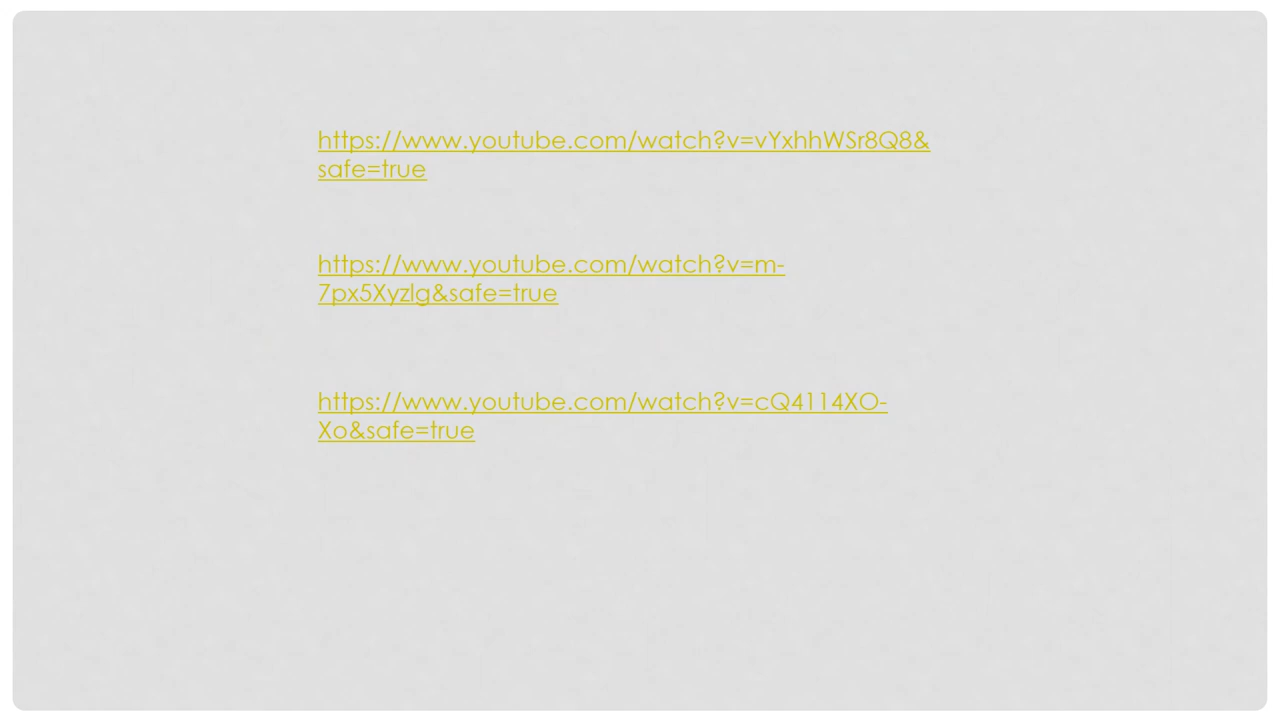 https://www.youtube.com/watch?v=vYxhhWSr8Q8&
safe=true
https://www.youtube.com/watch?v=m-
7px5Xyzlg&safe=true
https://www.youtube.com/watch?v=cQ4114XO-
Xo&safe=true